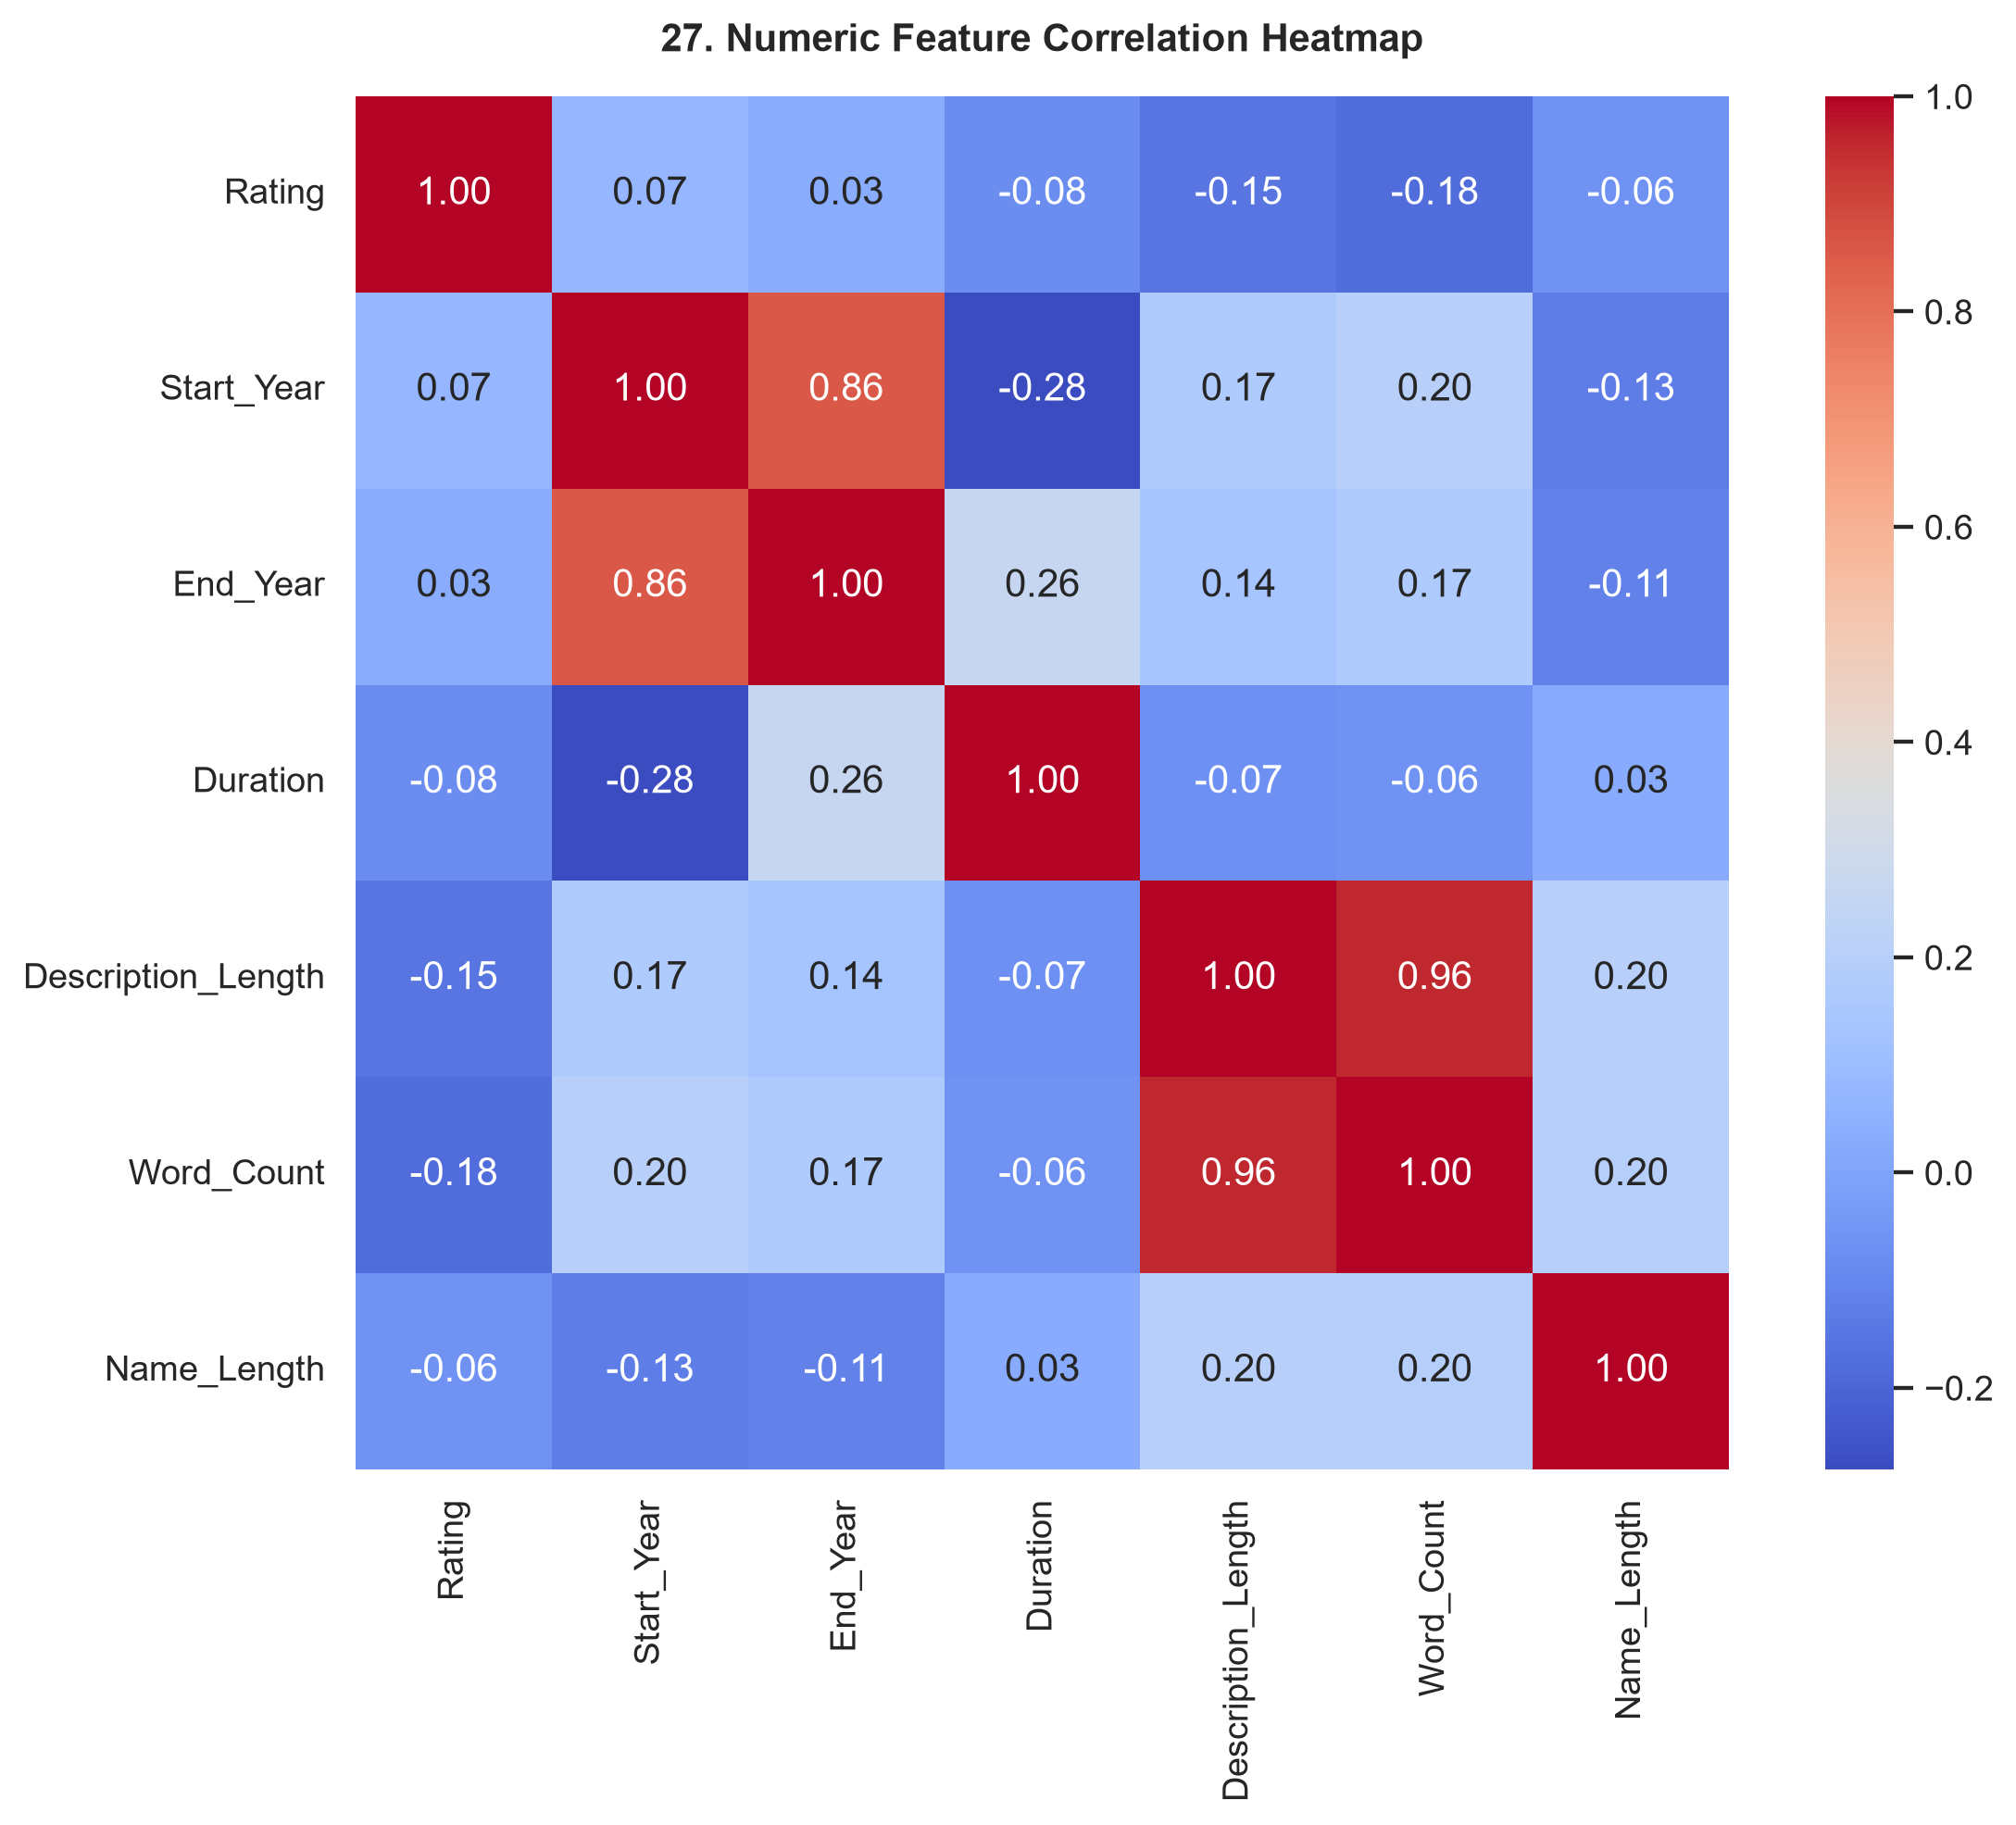 27. Numeric Feature Correlation Heatmap
Rating 1.00 0.07 0.03 -0.08 -0.15 -0.18 -0.06
Start_Year 0.07 1.00 0.86 -0.28 0.17 0.20 -0.13
End_Year 0.03 0.86 1.00 0.26 0.14 0.17 -0.11
Duration -0.08 -0.28 0.26 1.00 -0.07 -0.06 0.03
Description_Length -0.15 0.17 0.14 -0.07 1.00 0.96 0.20
Word_Count -0.18 0.20 0.17 -0.06 0.96 1.00 0.20
Name_Length -0.06 -0.13 -0.11 0.03 0.20 0.20 1.00
Rating
Start_Year
End_Year
Duration
Description_Length
Word_Count
Name_Length
1.0
0.8
0.6
0.4
0.2
0.0
−0.2